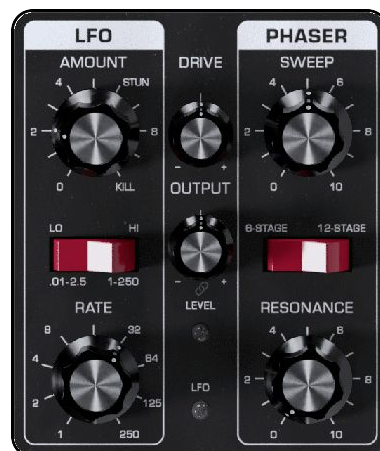 LFO
PHASER
AMOUNT
DRIVE
SWEEP
4 STUN
2 8
0 KILL
- +
4 6
2 8
0 10
OUTPUT
LO HI
.01-2.5 1-250
- +
6-STAGE 12-STAGE
LEVEL
RATE
RESONANCE
8 32
4 64
2 125
1 250
LFO
4 6
2 8
0 10